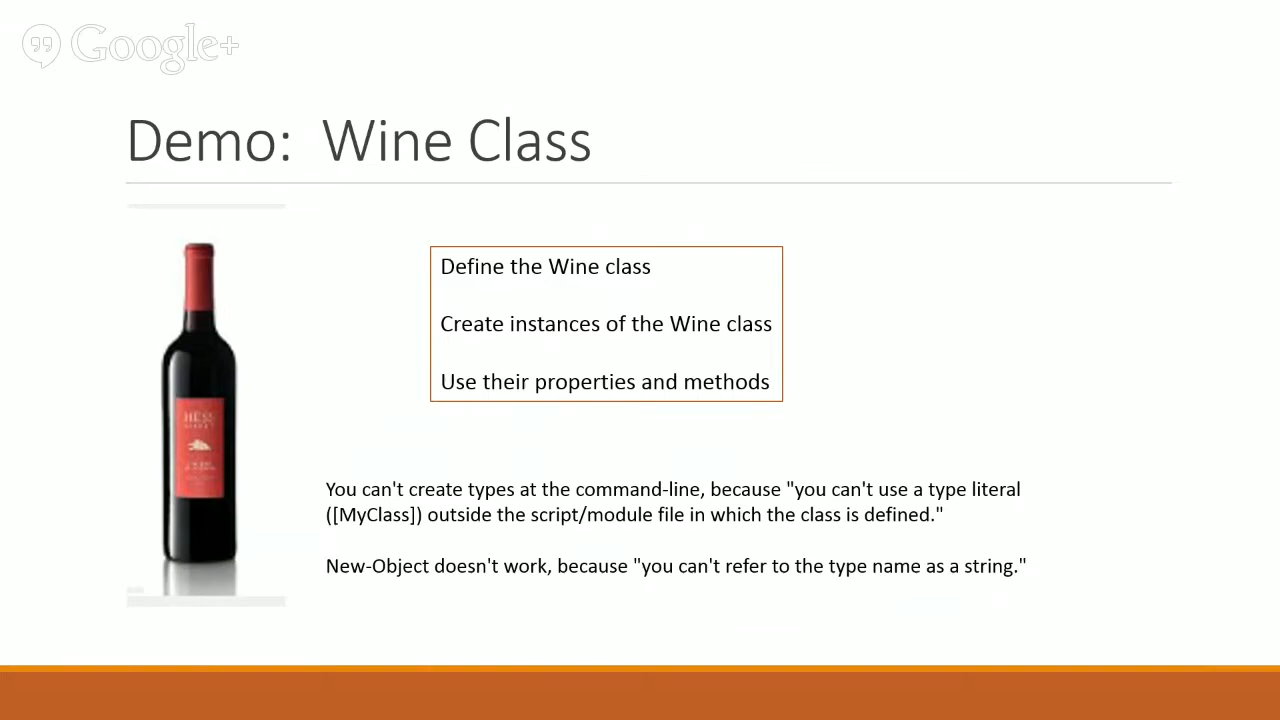 Google+
Demo: Wine Class
Define the Wine class
Create instances of the Wine class
Use their properties and methods
HESS
You can't create types at the command-line, because "you can't use a type literal
([MyClass]) outside the script/module file in which the class is defined."
New-Object doesn't work, because "you can't refer to the type name as a string."